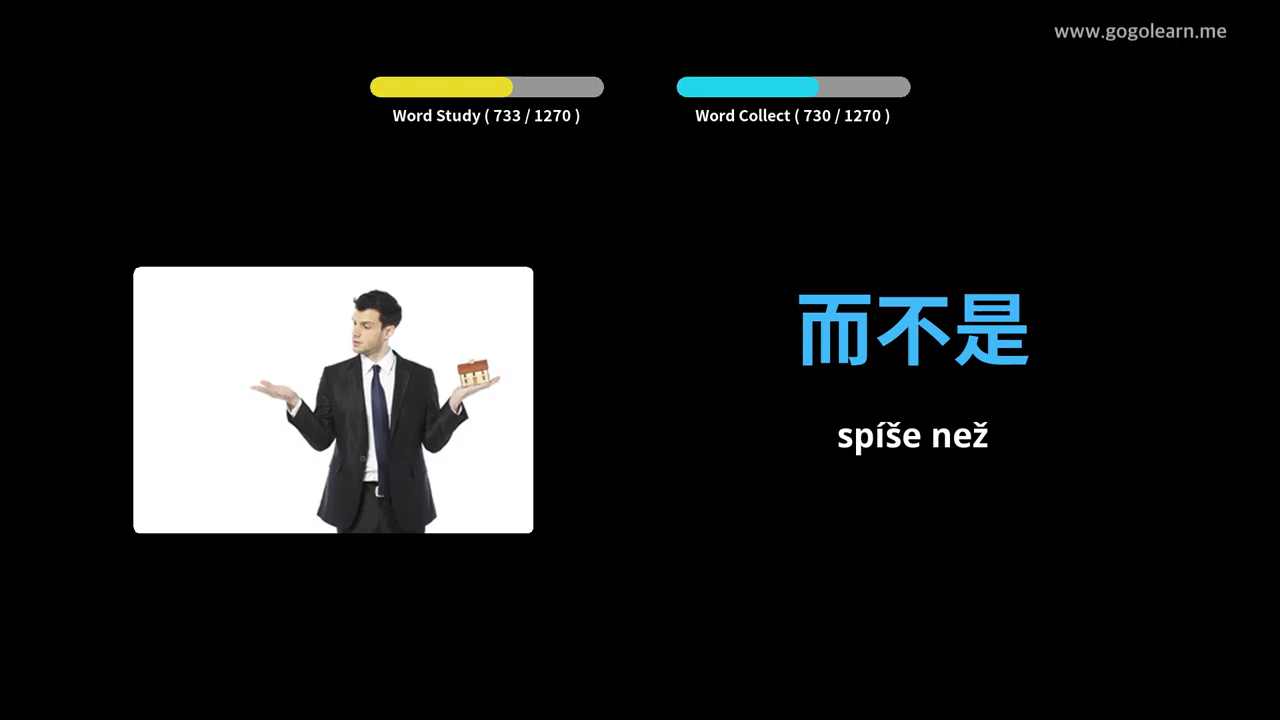 www.gogolearn.me
Word Study ( 733 / 1270 )
Word Collect ( 730 / 1270 )
而不是
spíše než